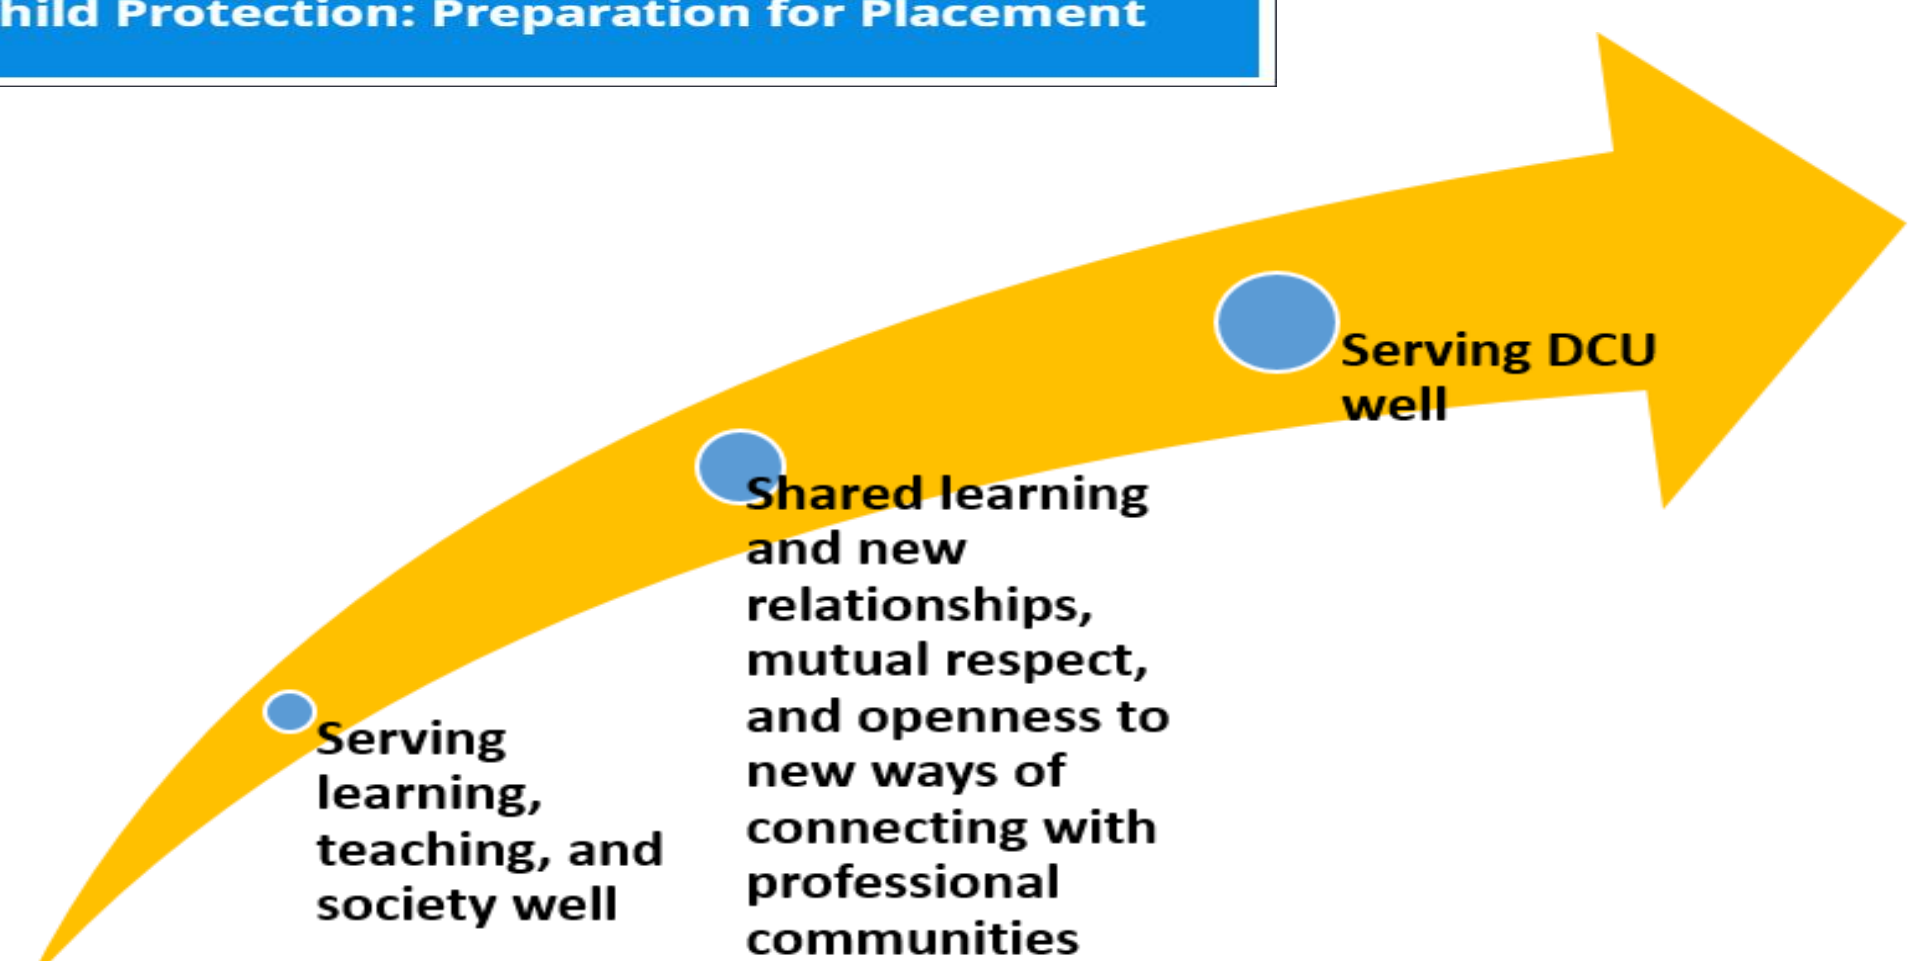 hild Protection: Preparation for Placement
Serving DCU
well
Shared learning
and new
relationships,
mutual respect,
and openness to
new ways of
connecting with
professional
communities
Serving
learning,
teaching, and
society well